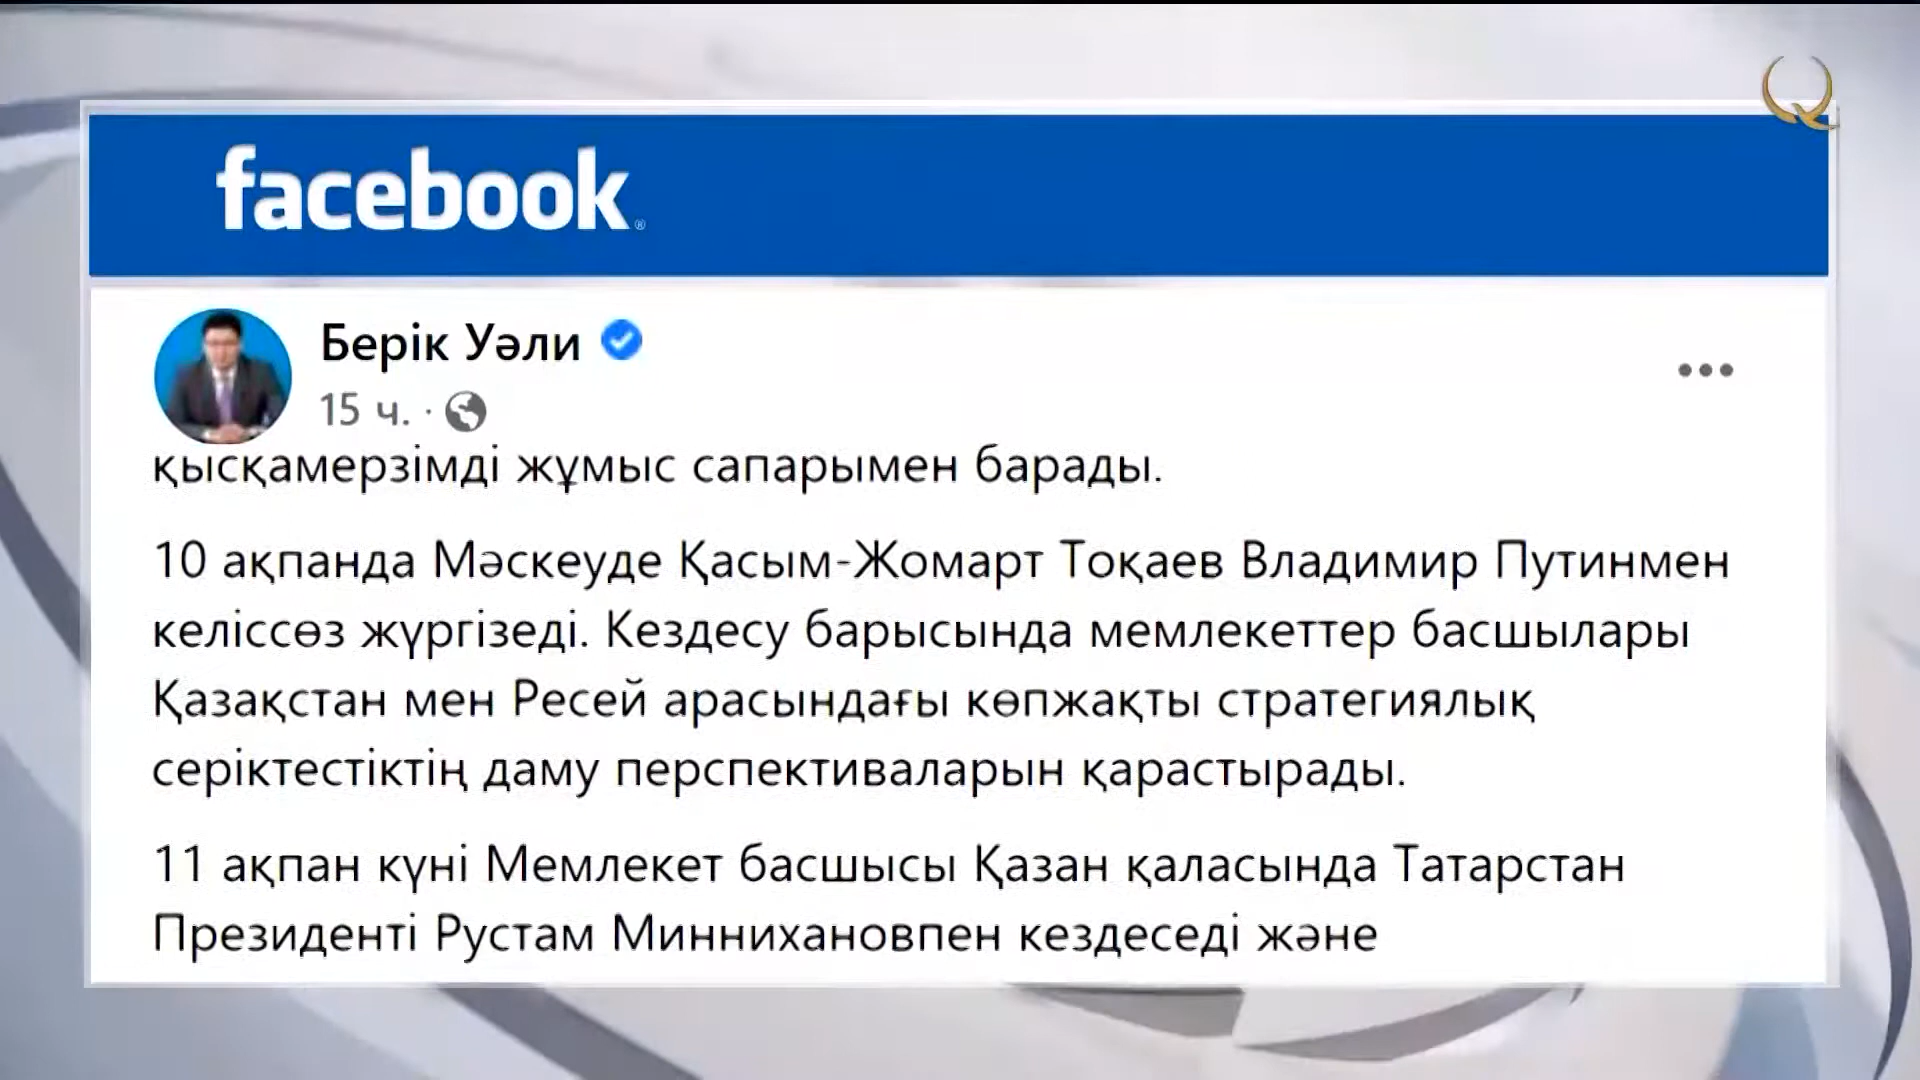 facebook®
Берік Уәли
15 ч. ·
қысқамерзімді жұмыс сапарымен барады.
10 ақпанда Мәскеуде Қасым-Жомарт Тоқаев Владимир Путинмен
келіссөз жүргізеді. Кездесу барысында мемлекеттер басшылары
Қазақстан мен Ресей арасындағы көпжақты стратегиялық
серіктестіктің даму перспективаларын қарастырады.
11 ақпан күні Мемлекет басшысы Қазан қаласында Татарстан
Президенті Рустам Миннихановпен кездеседі және